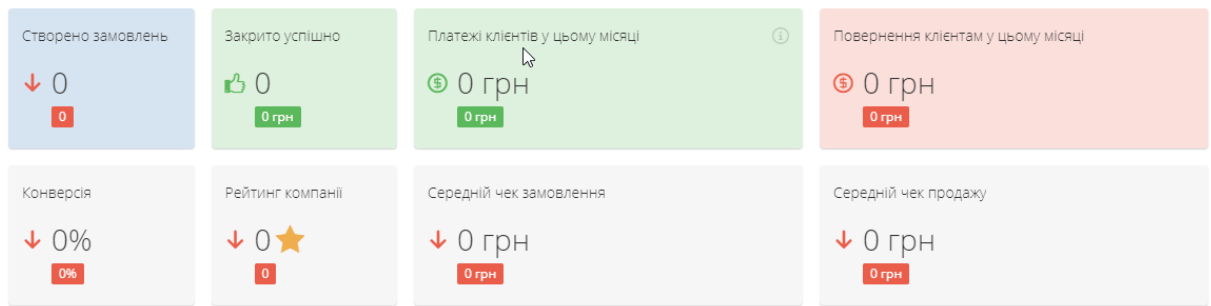 Створено замовлень
0
0
Закрито успішно
0
0 грн
Платежі клієнтів у цьому місяці
0 грн
0 грн
Повернення клієнтам у цьому місяці
0 грн
0 грн
Конверсія
0%
0%
Рейтинг компанії
0
0
Середній чек замовлення
0 грн
0 грн
Середній чек продажу
0 грн
0 грн